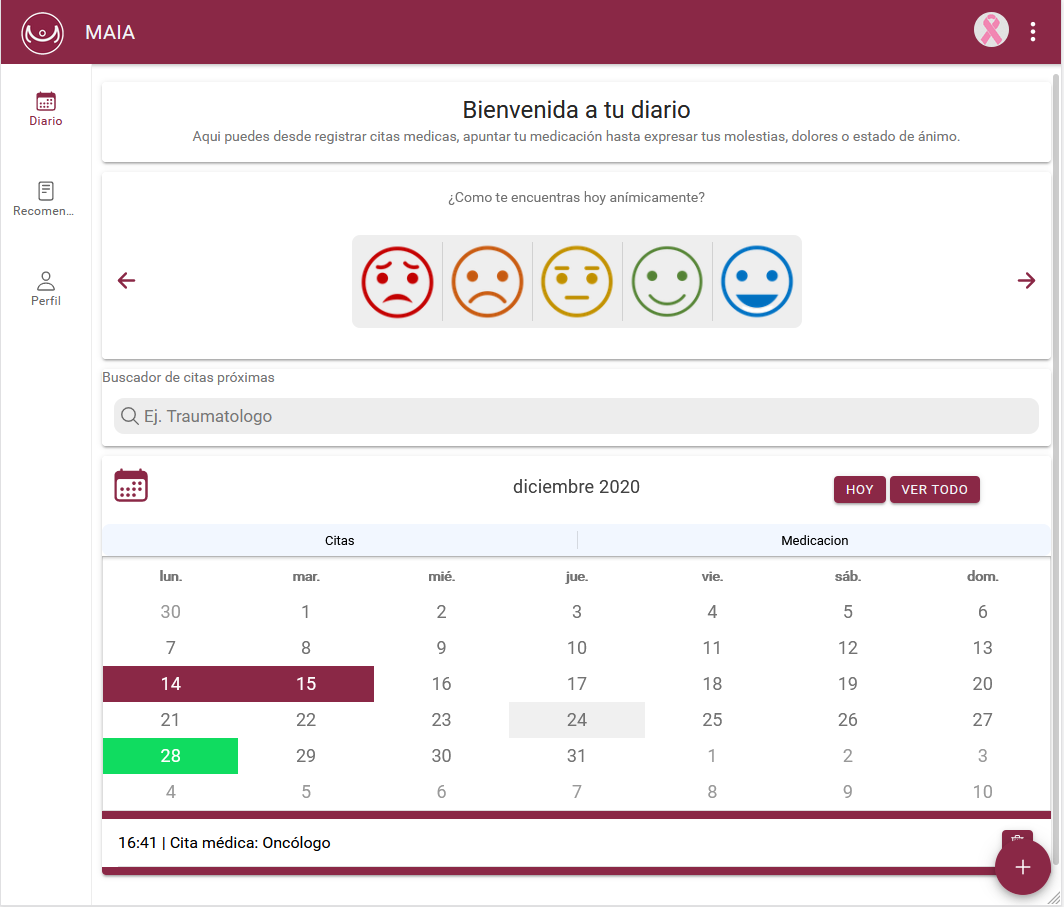 MAIA
Diario
Recomen...
Perfil
Bienvenida a tu diario
Aqui puedes desde registrar citas medicas, apuntar tu medicación hasta expresar tus molestias, dolores o estado de ánimo.
¿Como te encuentras hoy anímicamente?
Buscador de citas próximas
Ej. Traumatologo
diciembre 2020
HOY VER TODO
Citas Medicacion
lun. mar. mié. jue. vie. sáb. dom.
30 1 2 3 4 5 6
7 8 9 10 11 12 13
14 15 16 17 18 19 20
21 22 23 24 25 26 27
28 29 30 31 1 2 3
4 5 6 7 8 9 10
16:41 | Cita médica: Oncólogo